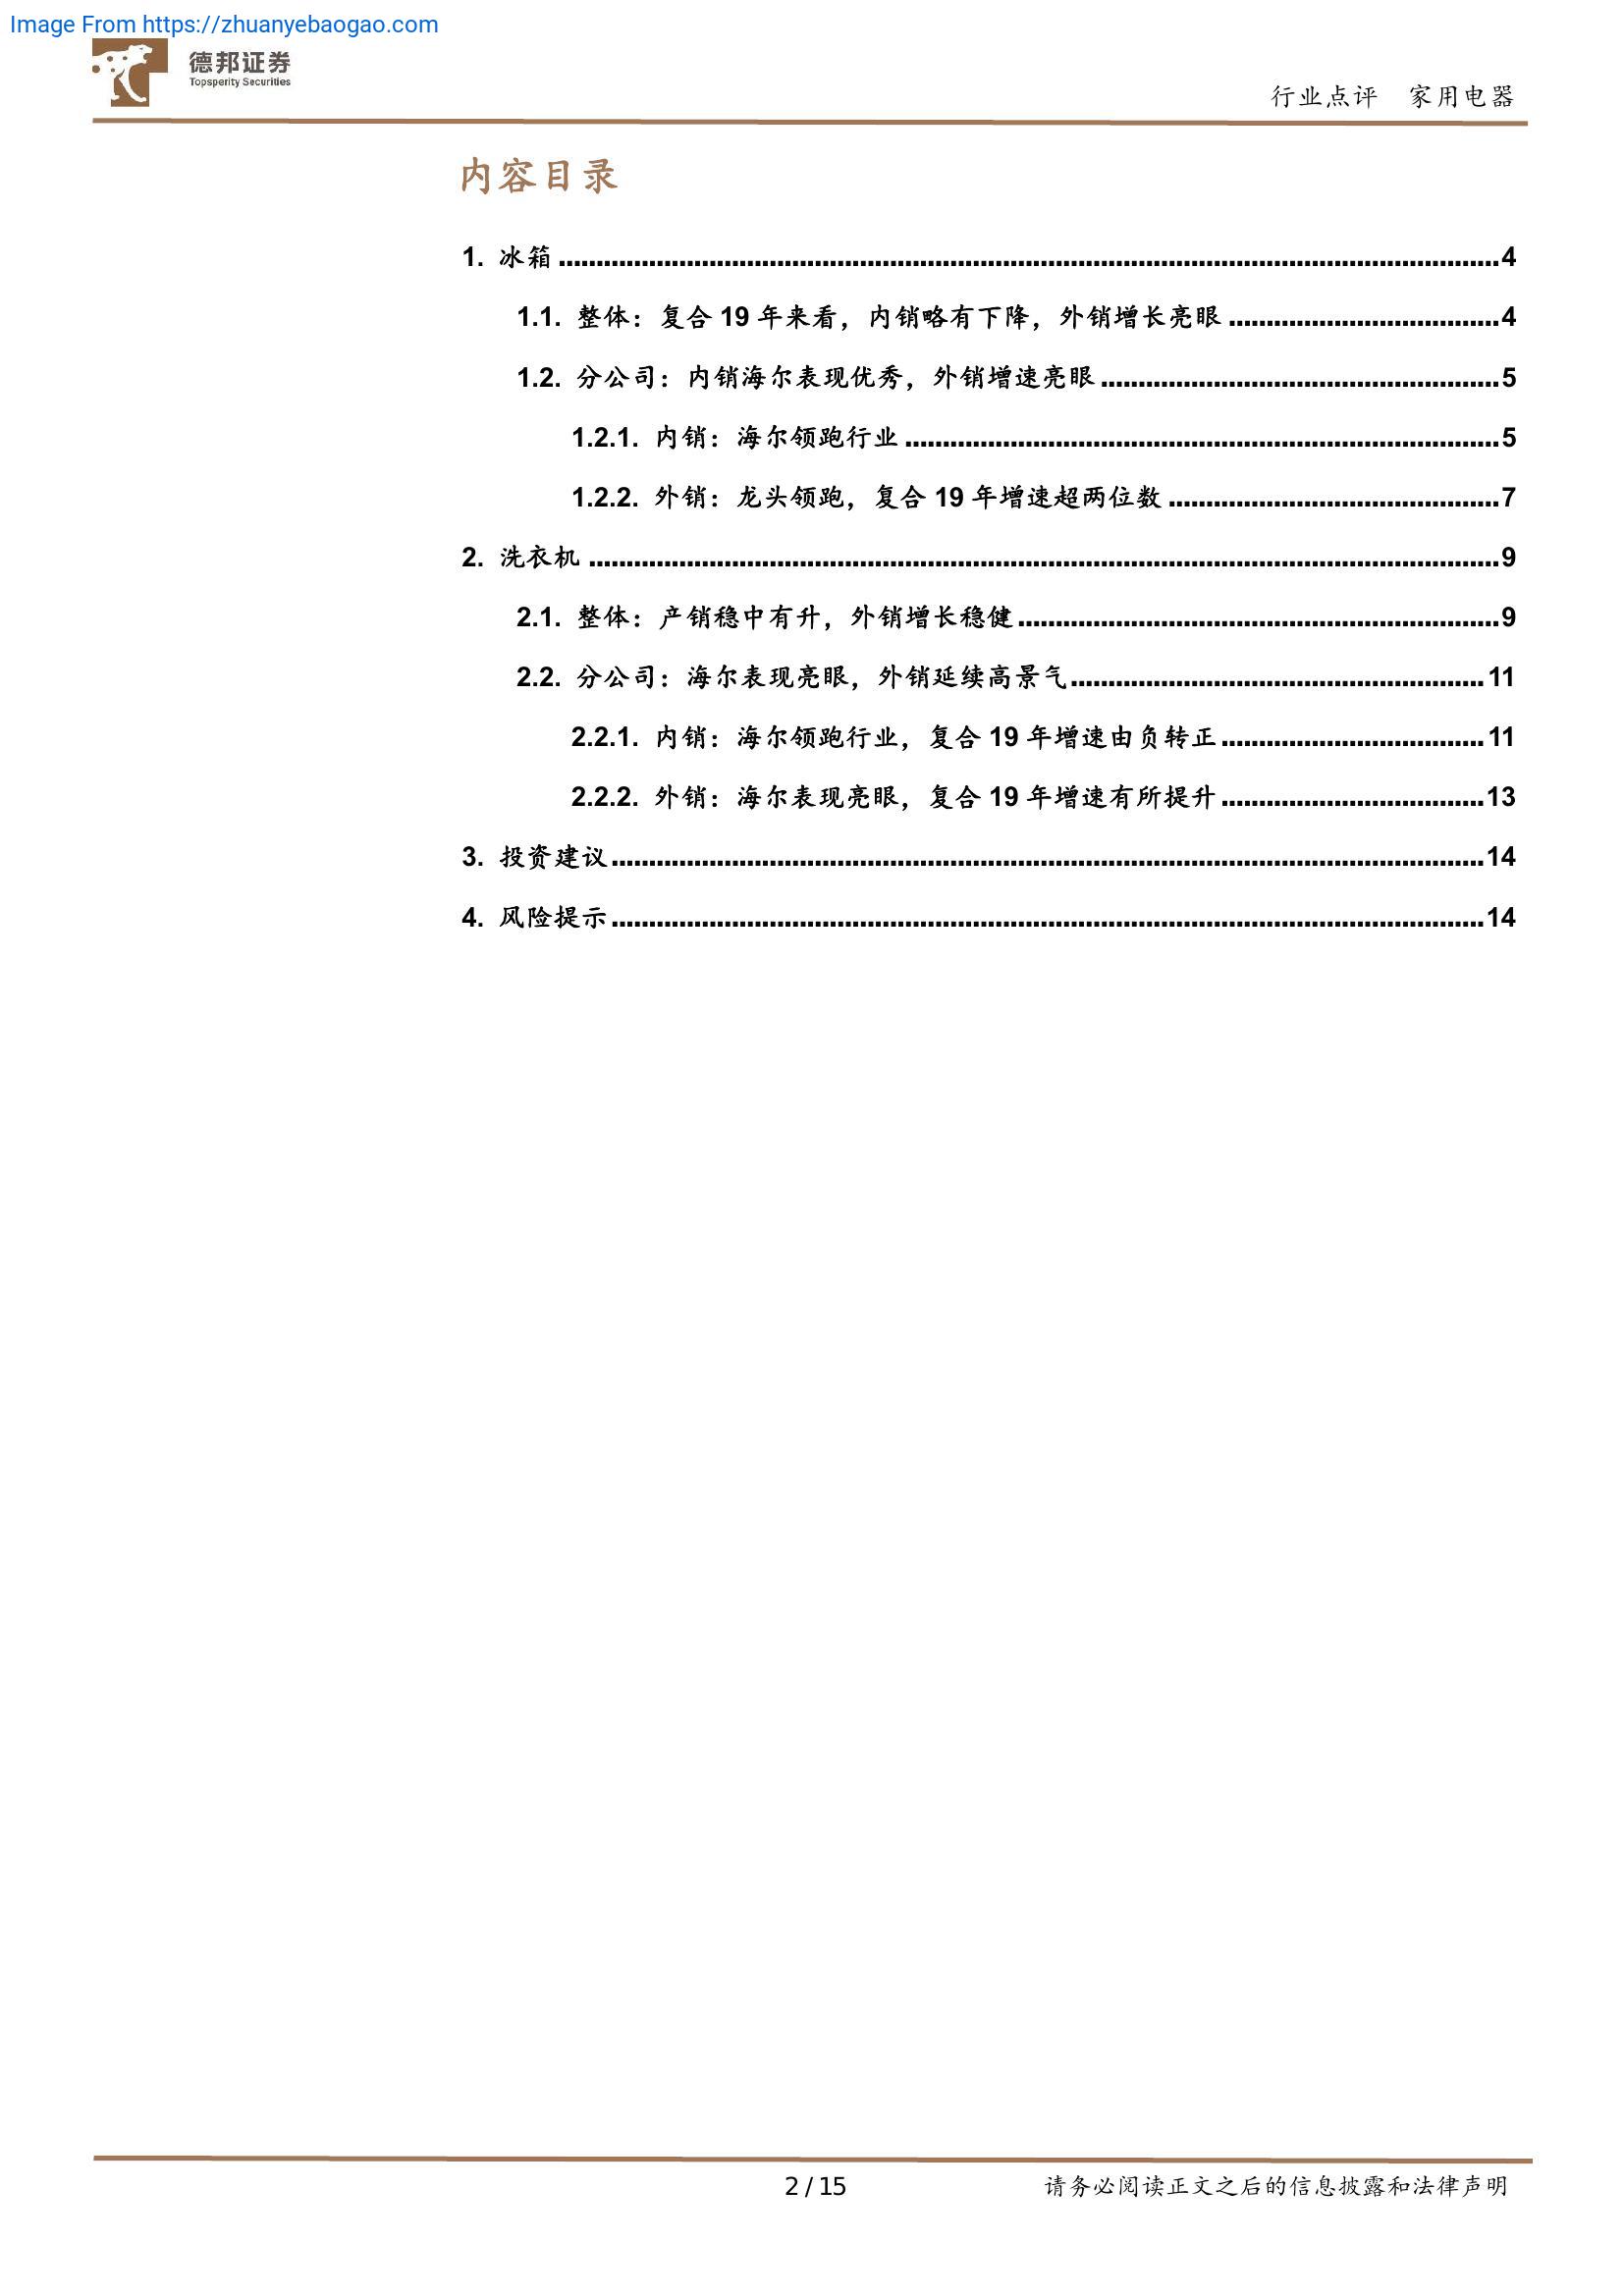 Image From https://zhuanyebaogao.com
德邦证券
Topsperity Securities
行业点评 家用电器
内容目录
1. 冰箱 ........................................ 4
1.1. 整体：复合 19 年来看，内销略有下降，外销增长亮眼 ........................................ 4
1.2. 分公司：内销海尔表现优秀，外销增速亮眼 ........................................ 5
1.2.1. 内销：海尔领跑行业 ........................................ 5
1.2.2. 外销：龙头领跑，复合 19 年增速超两位数 ........................................ 7
2. 洗衣机 ........................................ 9
2.1. 整体：产销稳中有升，外销增长稳健 ........................................ 9
2.2. 分公司：海尔表现亮眼，外销延续高景气 ........................................ 11
2.2.1. 内销：海尔领跑行业，复合 19 年增速由负转正 ........................................ 11
2.2.2. 外销：海尔表现亮眼，复合 19 年增速有所提升 ........................................ 13
3. 投资建议 ........................................ 14
4. 风险提示 ........................................ 14
2 / 15 请务必阅读正文之后的信息披露和法律声明